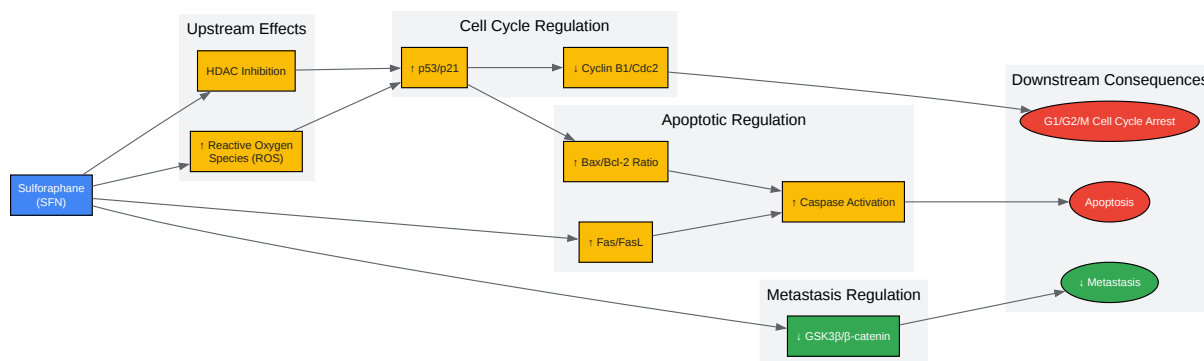 Upstream Effects
Cell Cycle Regulation
HDAC Inhibition
↑ p53/p21
↓ Cyclin B1/Cdc2
Downstream Consequences
G1/G2/M Cell Cycle Arrest
Apoptotic Regulation
↑ Reactive Oxygen
Species (ROS)
↑ Bax/Bcl-2 Ratio
Sulforaphane
(SFN)
↑ Caspase Activation
Apoptosis
↑ Fas/FasL
Metastasis Regulation
↓ Metastasis
↓ GSK3β/β-catenin